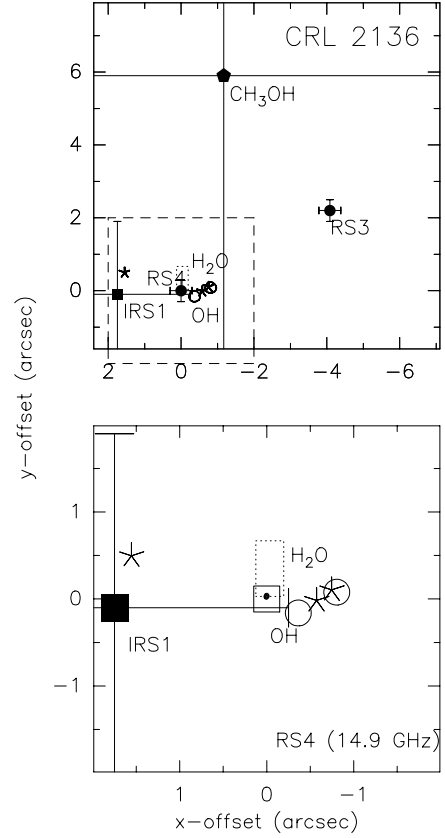 CRL 2136
6
CH₃OH
4
2
RS3
H₂O
RS4
0
IRS1
OH
2 0 −2 −4 −6
y−offset (arcsec)
1
H₂O
0
OH
IRS1
−1
RS4 (14.9 GHz)
1 0 −1
x−offset (arcsec)